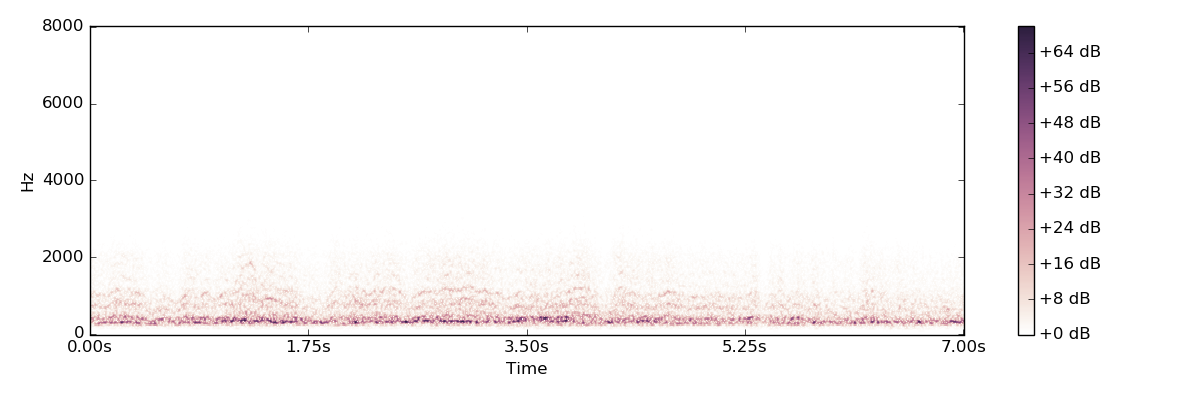 8000
6000
4000
2000
0
Hz
0.00s
1.75s
3.50s
5.25s
7.00s
Time
+64 dB
+56 dB
+48 dB
+40 dB
+32 dB
+24 dB
+16 dB
+8 dB
+0 dB